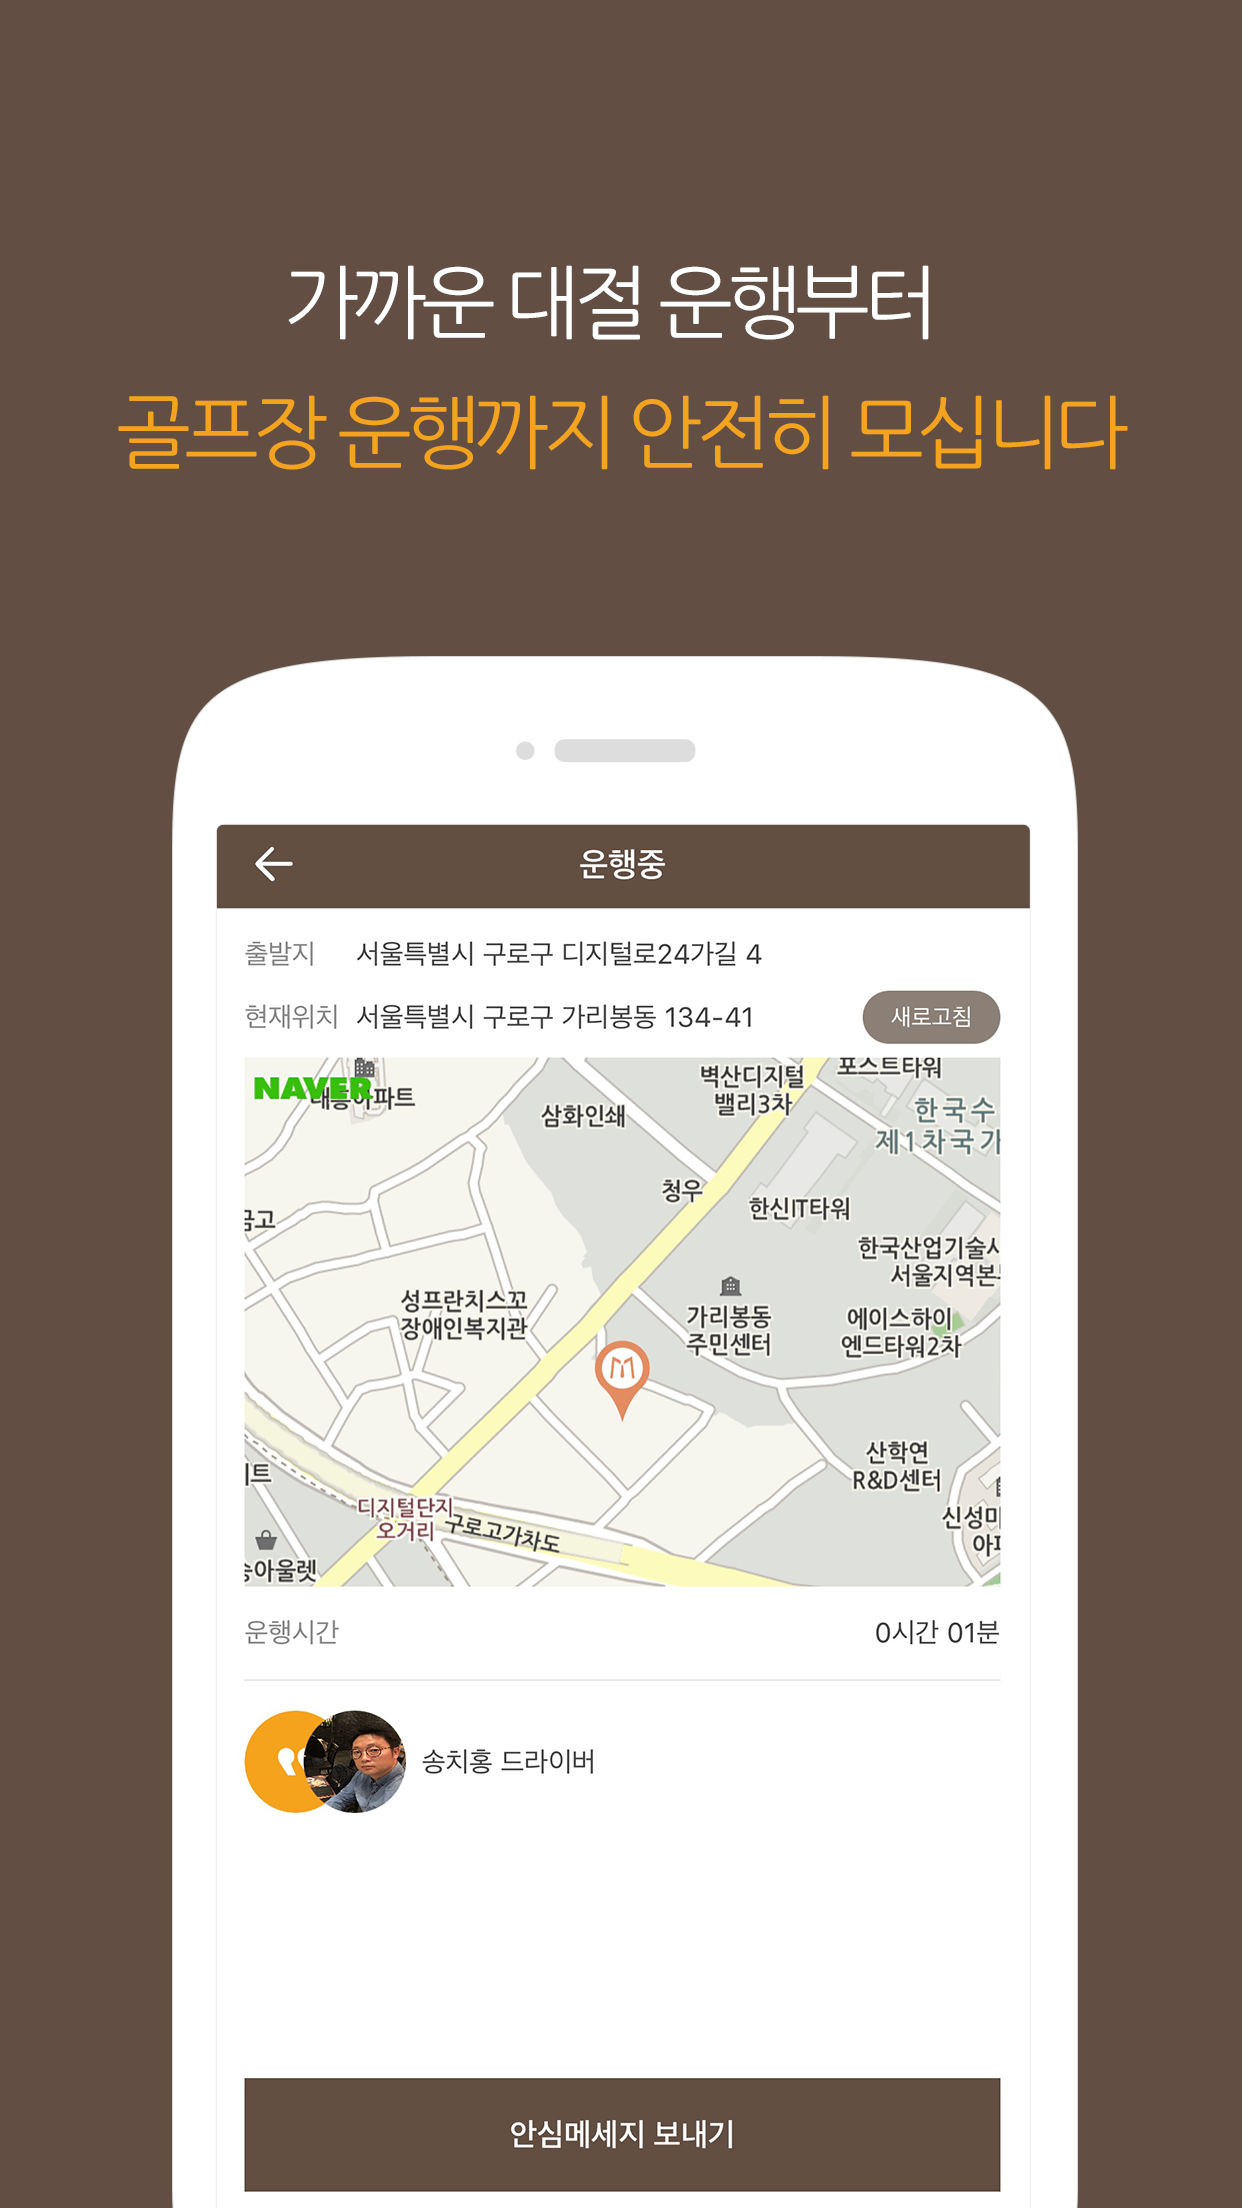 가까운 대절 운행부터
골프장 운행까지 안전히 모십니다
운행중
출발지 서울특별시 구로구 디지털로24가길 4
현재위치 서울특별시 구로구 가리봉동 134-41
새로고침
NAVER
대흥아파트
벽산디지털
밸리3차
포스트타워
삼화인쇄
한국수
제1차국가
청우
한신IT타워
금고
한국산업기술시
서울지역본부
성프란치스꼬
장애인복지관
가리봉동
주민센터
에이스하이
엔드타워2차
산학연
R&D센터
트
디지털단지
오거리
구로고가차도
신성미
아파
아울렛
운행시간
0시간 01분
송치홍 드라이버
안심메세지 보내기